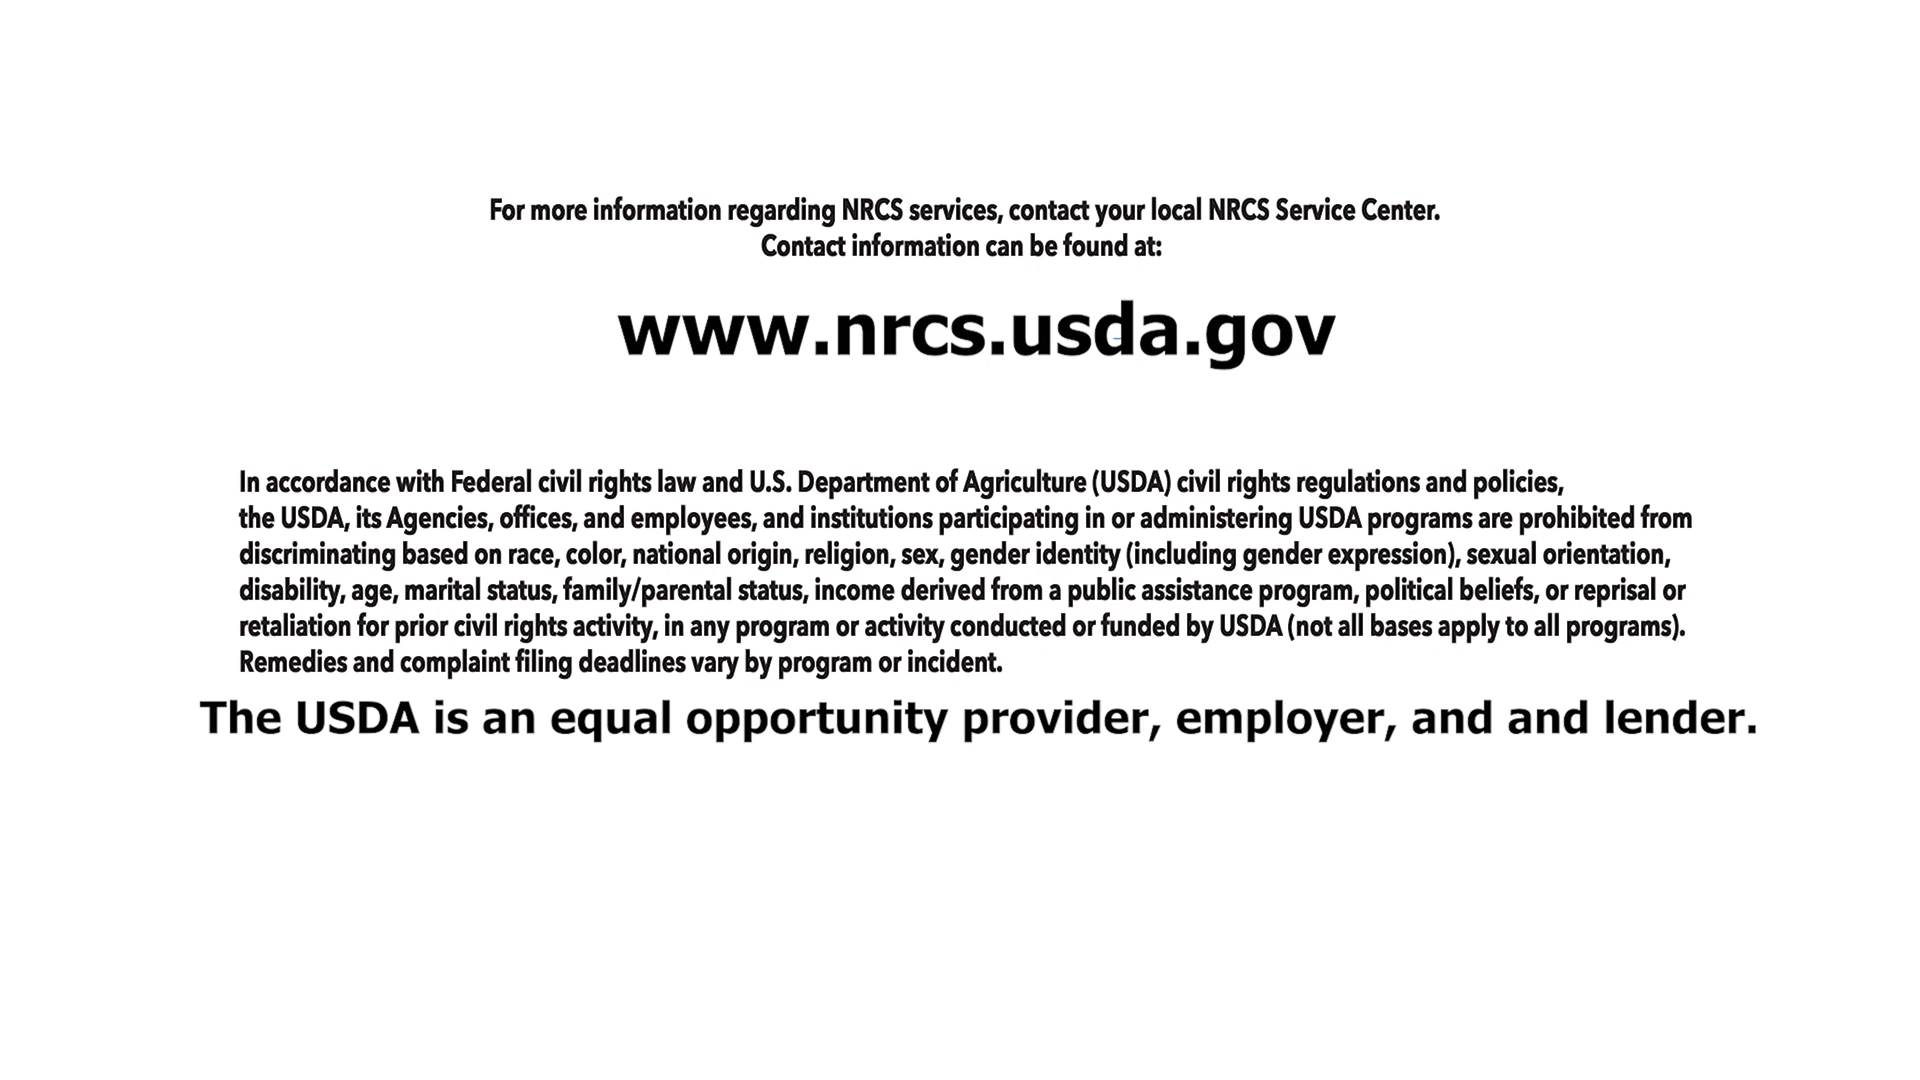 For more information regarding NRCS services, contact your local NRCS Service Center.
Contact information can be found at:
www.nrcs.usda.gov
In accordance with Federal civil rights law and U.S. Department of Agriculture (USDA) civil rights regulations and policies,
the USDA, its Agencies, offices, and employees, and institutions participating in or administering USDA programs are prohibited from
discriminating based on race, color, national origin, religion, sex, gender identity (including gender expression), sexual orientation,
disability, age, marital status, family/parental status, income derived from a public assistance program, political beliefs, or reprisal or
retaliation for prior civil rights activity, in any program or activity conducted or funded by USDA (not all bases apply to all programs).
Remedies and complaint filing deadlines vary by program or incident.
The USDA is an equal opportunity provider, employer, and and lender.